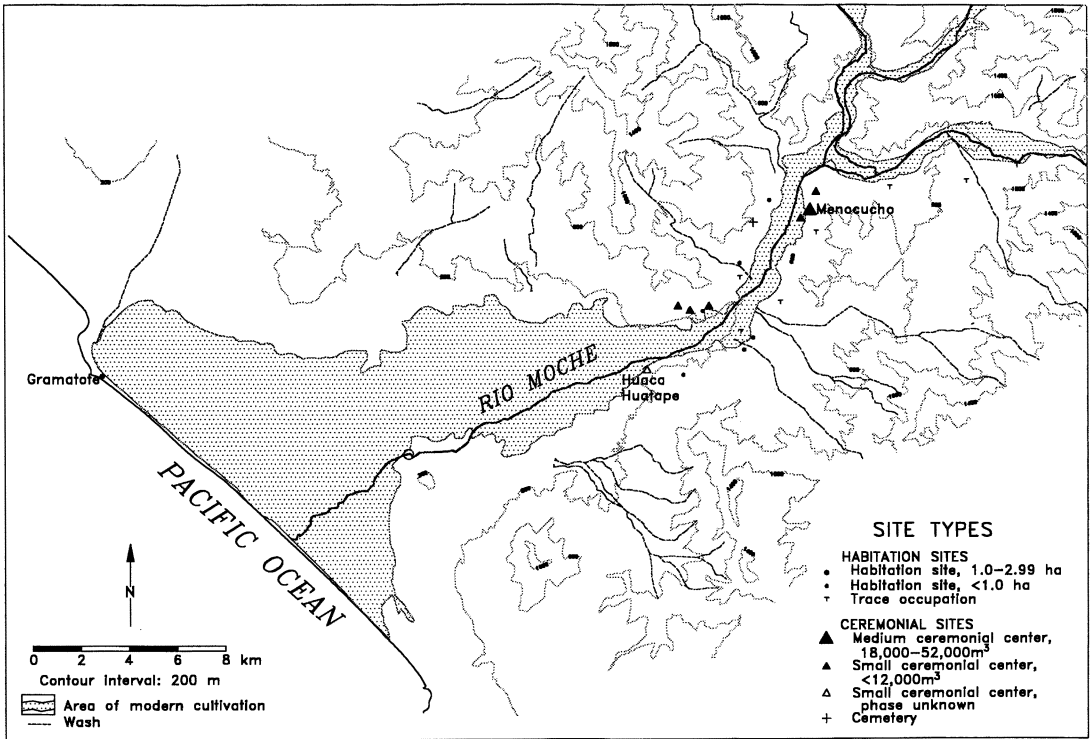 Menocucho
Gramatote
RIO MOCHE
Huaca
Huatape
PACIFIC OCEAN
N
0 2 4 6 8 km
Contour interval: 200 m
Area of modern cultivation
Wash
SITE TYPES
HABITATION SITES
Habitation site, 1.0–2.99 ha
Habitation site, <1.0 ha
Trace occupation
CEREMONIAL SITES
Medium ceremonial center,
18,000–52,000m³
Small ceremonial center,
<12,000m³
Small ceremonial center,
phase unknown
Cemetery